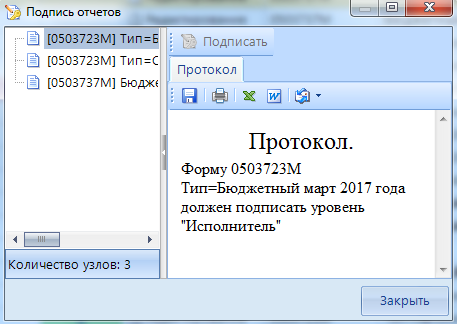 Подпись отчетов
[0503723M] Тип=Б
[0503723M] Тип=С
[0503737M] Бюдже
Количество узлов: 3
Подписать
Протокол
Протокол.
Форму 0503723M
Тип=Бюджетный март 2017 года
должен подписать уровень
"Исполнитель"
Закрыть